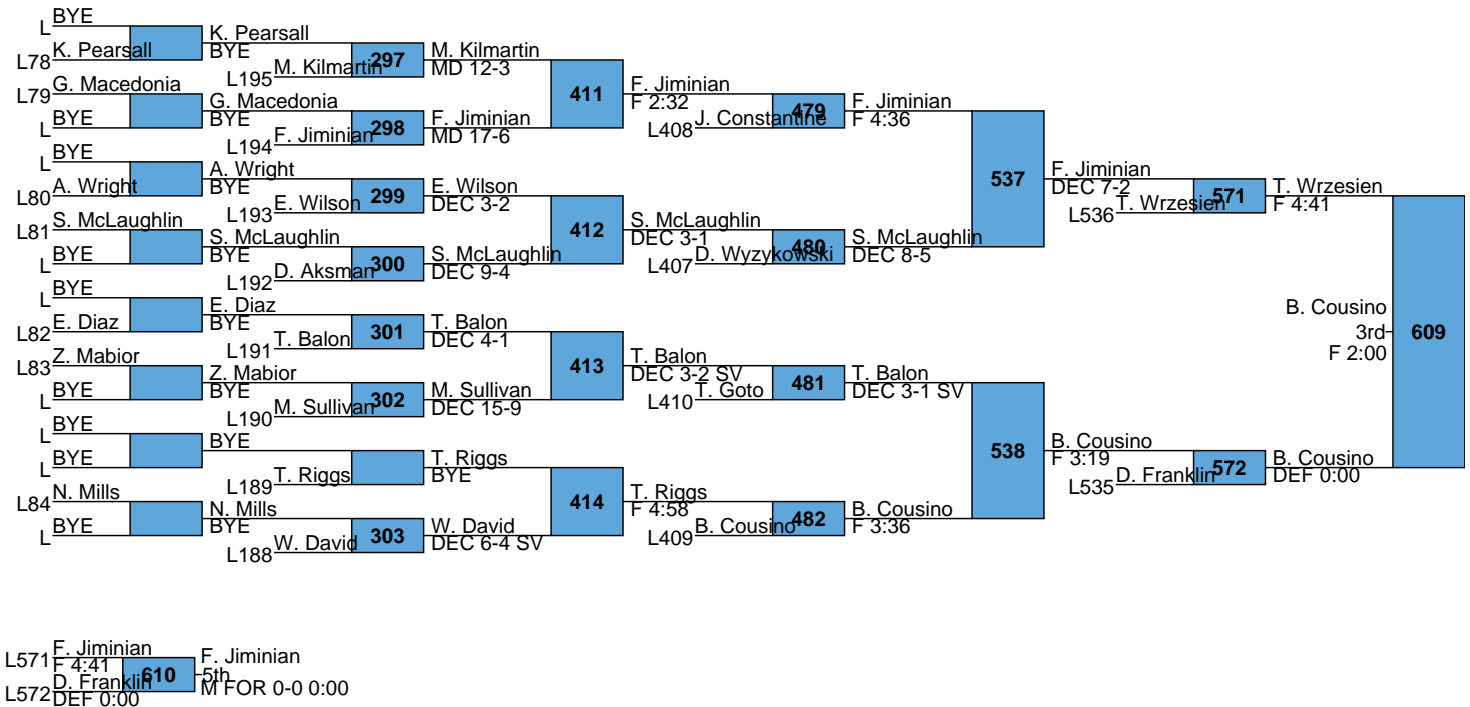 BYE
L
K. Pearsall
L78
K. Pearsall
BYE
G. Macedonia
L79
BYE
L
G. Macedonia
BYE
BYE
L
A. Wright
L80
A. Wright
BYE
S. McLaughlin
L81
BYE
L
S. McLaughlin
BYE
BYE
L
E. Diaz
L82
E. Diaz
BYE
Z. Mabior
L83
BYE
L
Z. Mabior
BYE
BYE
L
BYE
L
BYE
N. Mills
L84
BYE
L
N. Mills
BYE
L195
M. Kilmartin
297
M. Kilmartin
MD 12-3
L194
F. Jiminian
298
F. Jiminian
MD 17-6
L193
E. Wilson
299
E. Wilson
DEC 3-2
L192
D. Aksman
300
S. McLaughlin
DEC 9-4
L191
T. Balon
301
T. Balon
DEC 4-1
L190
M. Sullivan
302
M. Sullivan
DEC 15-9
L189
T. Riggs
T. Riggs
BYE
L188
W. David
303
W. David
DEC 6-4 SV
411
F. Jiminian
F 2:32
412
S. McLaughlin
DEC 3-1
413
T. Balon
DEC 3-2 SV
414
T. Riggs
F 4:58
L408
J. Constantine
479
F. Jiminian
F 4:36
L407
D. Wyzykowski
480
S. McLaughlin
DEC 8-5
L410
T. Goto
481
T. Balon
DEC 3-1 SV
L409
B. Cousino
482
B. Cousino
F 3:36
537
F. Jiminian
DEC 7-2
538
B. Cousino
F 3:19
L536
T. Wrzesien
571
T. Wrzesien
F 4:41
L535
D. Franklin
572
B. Cousino
DEF 0:00
B. Cousino
3rd
F 2:00
609
L571
F. Jiminian
F 4:41
L572
D. Franklin
DEF 0:00
610
F. Jiminian
5th
M FOR 0-0 0:00